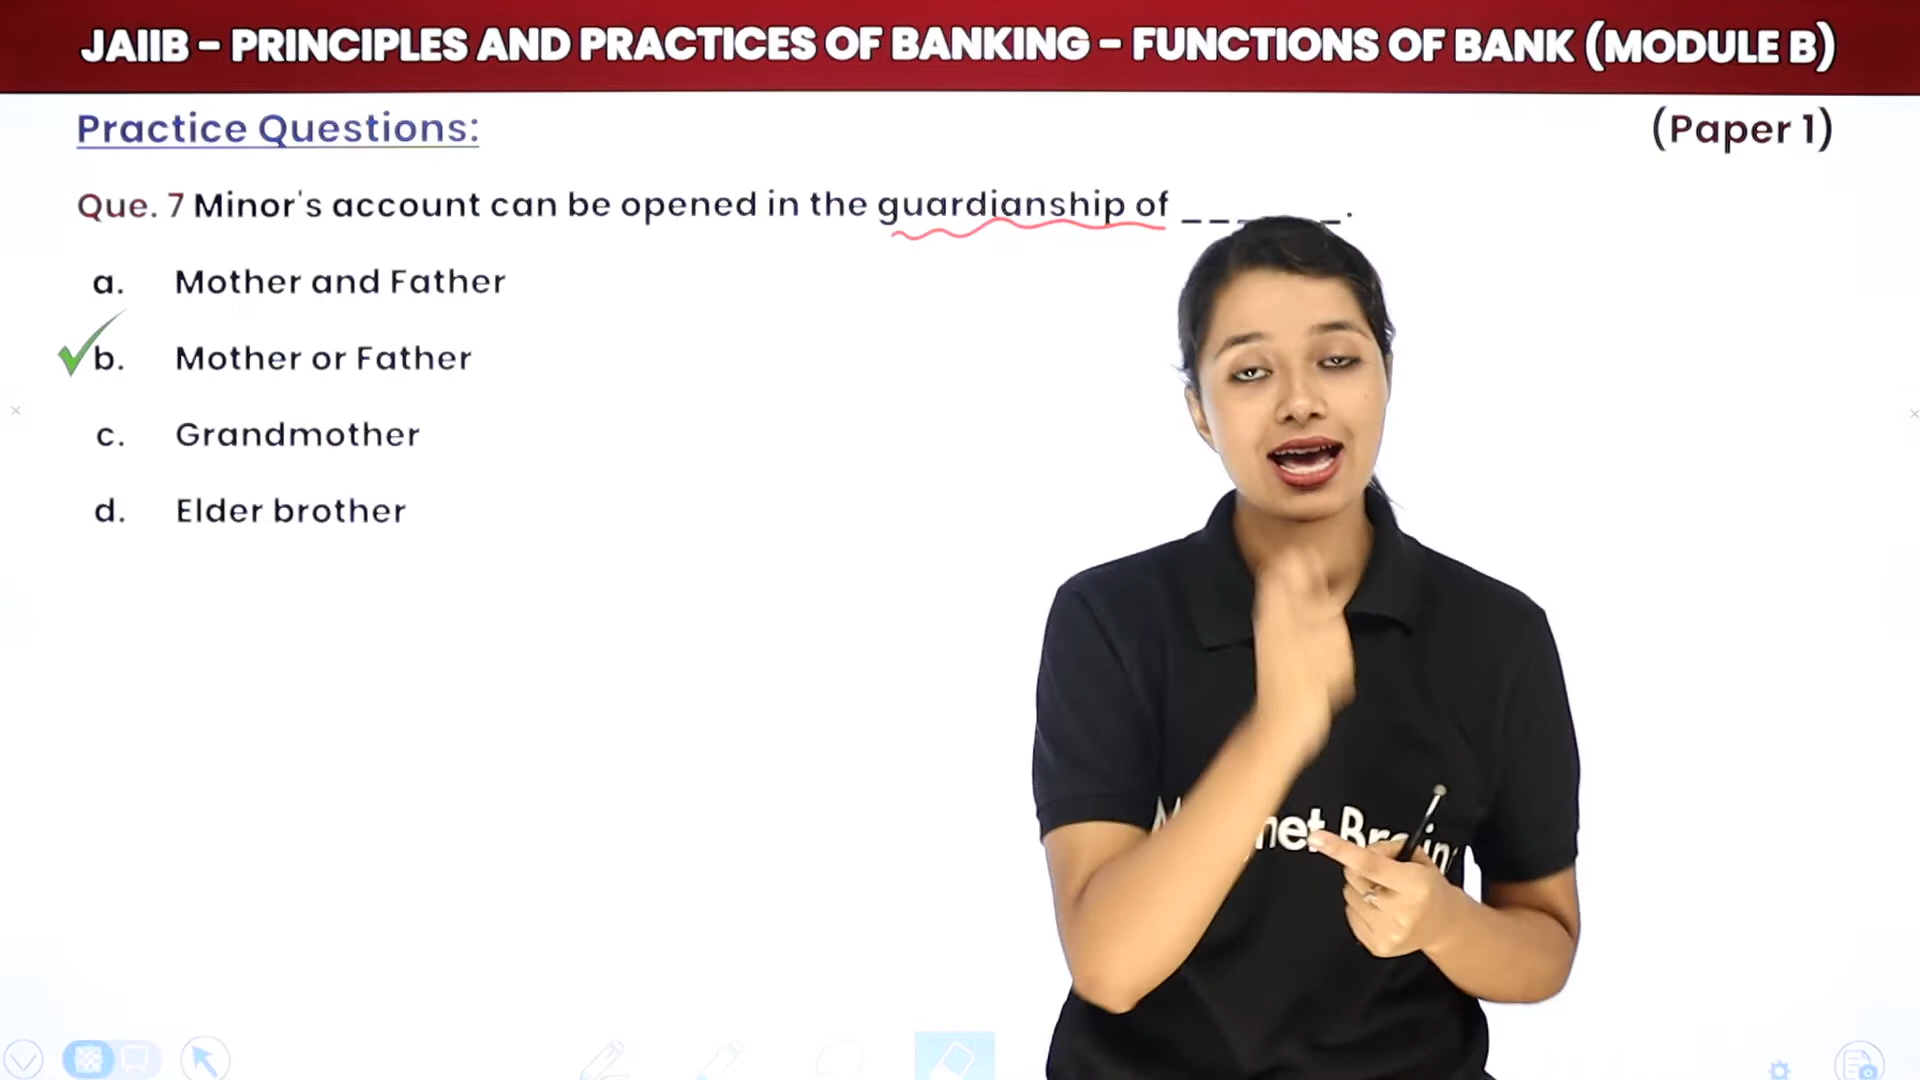 JAIIB - PRINCIPLES AND PRACTICES OF BANKING - FUNCTIONS OF BANK (MODULE B)
Practice Questions:
(Paper 1)
Que. 7 Minor's account can be opened in the guardianship of _ _ _ _ _ _.
a. Mother and Father
b. Mother or Father
c. Grandmother
d. Elder brother